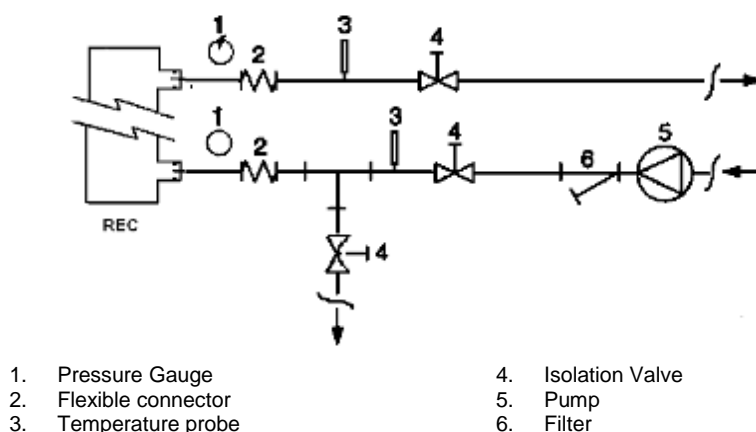 1 2 3 4
1 2 3 4 6 5
REC
4
1. Pressure Gauge 4. Isolation Valve
2. Flexible connector 5. Pump
3. Temperature probe 6. Filter